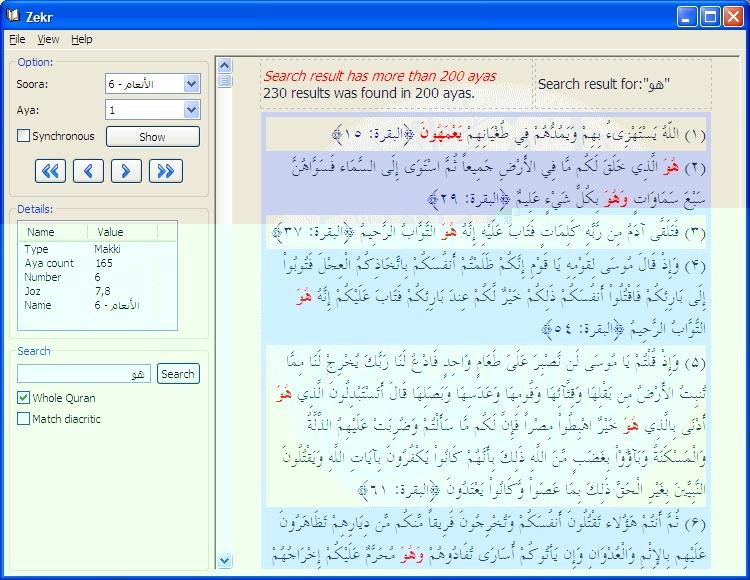 Zekr
File View Help
Option:
Soora: 6 - الأنعام
Aya: 1
Synchronous Show
Details:
Name Value
Type Makki
Aya count 165
Number 6
Joz 7,8
Name 6 - الأنعام
Search
هو Search
Whole Quran
Match diacritic
Search result has more than 200 ayas
230 results was found in 200 ayas.
Search result for:"هو"
(١) اللّهُ يَسْتَهْزِىءُ بِهِمْ وَيَمُدُّهُمْ فِي طُغْيَانِهِمْ يَعْمَهُونَ ﴿البقرة: ١٥﴾
(٢) هُوَ الَّذِي خَلَقَ لَكُم مَّا فِي الأَرْضِ جَمِيعاً ثُمَّ اسْتَوَى إِلَى السَّمَاء فَسَوَّاهُنَّ
سَبْعَ سَمَاوَاتٍ وَهُوَ بِكُلِّ شَيْءٍ عَلِيمٌ ﴿البقرة: ٢٩﴾
(٣) فَتَلَقَّى آدَمُ مِن رَّبِّهِ كَلِمَاتٍ فَتَابَ عَلَيْهِ إِنَّهُ هُوَ التَّوَّابُ الرَّحِيمُ ﴿البقرة: ٣٧﴾
(٤) وَإِذْ قَالَ مُوسَى لِقَوْمِهِ يَا قَوْمِ إِنَّكُمْ ظَلَمْتُمْ أَنفُسَكُمْ بِاتِّخَاذِكُمُ الْعِجْلَ فَتُوبُواْ
إِلَى بَارِئِكُمْ فَاقْتُلُواْ أَنفُسَكُمْ ذَلِكُمْ خَيْرٌ لَّكُمْ عِندَ بَارِئِكُمْ فَتَابَ عَلَيْكُمْ إِنَّهُ هُوَ
التَّوَّابُ الرَّحِيمُ ﴿البقرة: ٥٤﴾
(٥) وَإِذْ قُلْتُمْ يَا مُوسَى لَن نَّصْبِرَ عَلَىَ طَعَامٍ وَاحِدٍ فَادْعُ لَنَا رَبَّكَ يُخْرِجْ لَنَا مِمَّا
تُنبِتُ الأَرْضُ مِن بَقْلِهَا وَقِثَّآئِهَا وَفُومِهَا وَعَدَسِهَا وَبَصَلِهَا قَالَ أَتَسْتَبْدِلُونَ الَّذِي هُوَ
أَدْنَى بِالَّذِي هُوَ خَيْرٌ اهْبِطُواْ مِصْراً فَإِنَّ لَكُم مَّا سَأَلْتُمْ وَضُرِبَتْ عَلَيْهِمُ الذِّلَّةُ
وَالْمَسْكَنَةُ وَبَآؤُوْاْ بِغَضَبٍ مِّنَ اللَّهِ ذَلِكَ بِأَنَّهُمْ كَانُواْ يَكْفُرُونَ بِآيَاتِ اللَّهِ وَيَقْتُلُونَ
النَّبِيِّينَ بِغَيْرِ الْحَقِّ ذَلِكَ بِمَا عَصَواْ وَّكَانُواْ يَعْتَدُونَ ﴿البقرة: ٦١﴾
(٦) ثُمَّ أَنتُمْ هَؤُلاء تَقْتُلُونَ أَنفُسَكُمْ وَتُخْرِجُونَ فَرِيقاً مِّنكُم مِّن دِيَارِهِمْ تَظَاهَرُونَ
عَلَيْهِم بِالإِثْمِ وَالْعُدْوَانِ وَإِن يَأتُوكُمْ أُسَارَى تُفَادُوهُمْ وَهُوَ مُحَرَّمٌ عَلَيْكُمْ إِخْرَاجُهُمْ